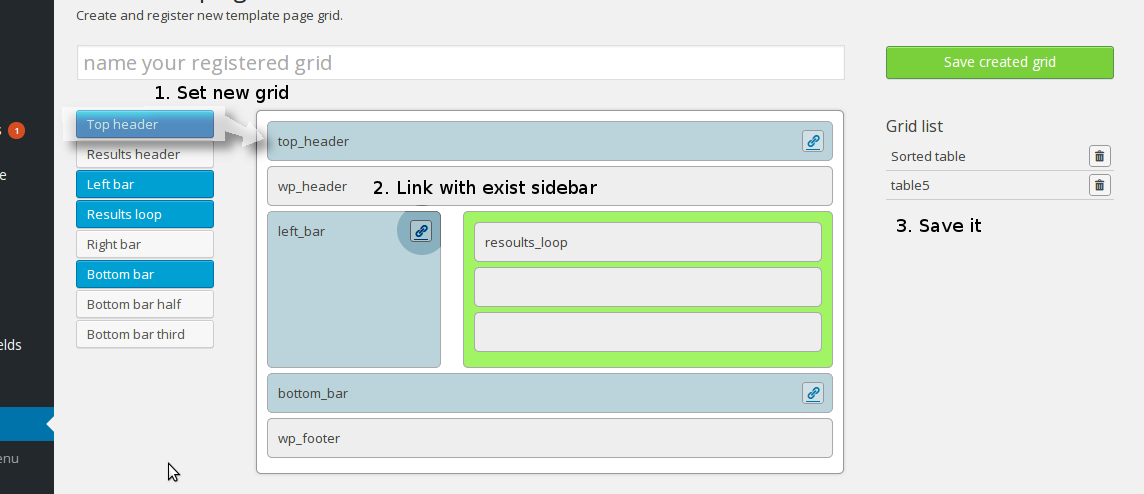 Create and register new template page grid.
name your registered grid
Save created grid
1. Set new grid
Top header
Results header
Left bar
Results loop
Right bar
Bottom bar
Bottom bar half
Bottom bar third
top_header
wp_header
2. Link with exist sidebar
left_bar
resoults_loop
bottom_bar
wp_footer
Grid list
Sorted table
table5
3. Save it
1
e
elds
enu